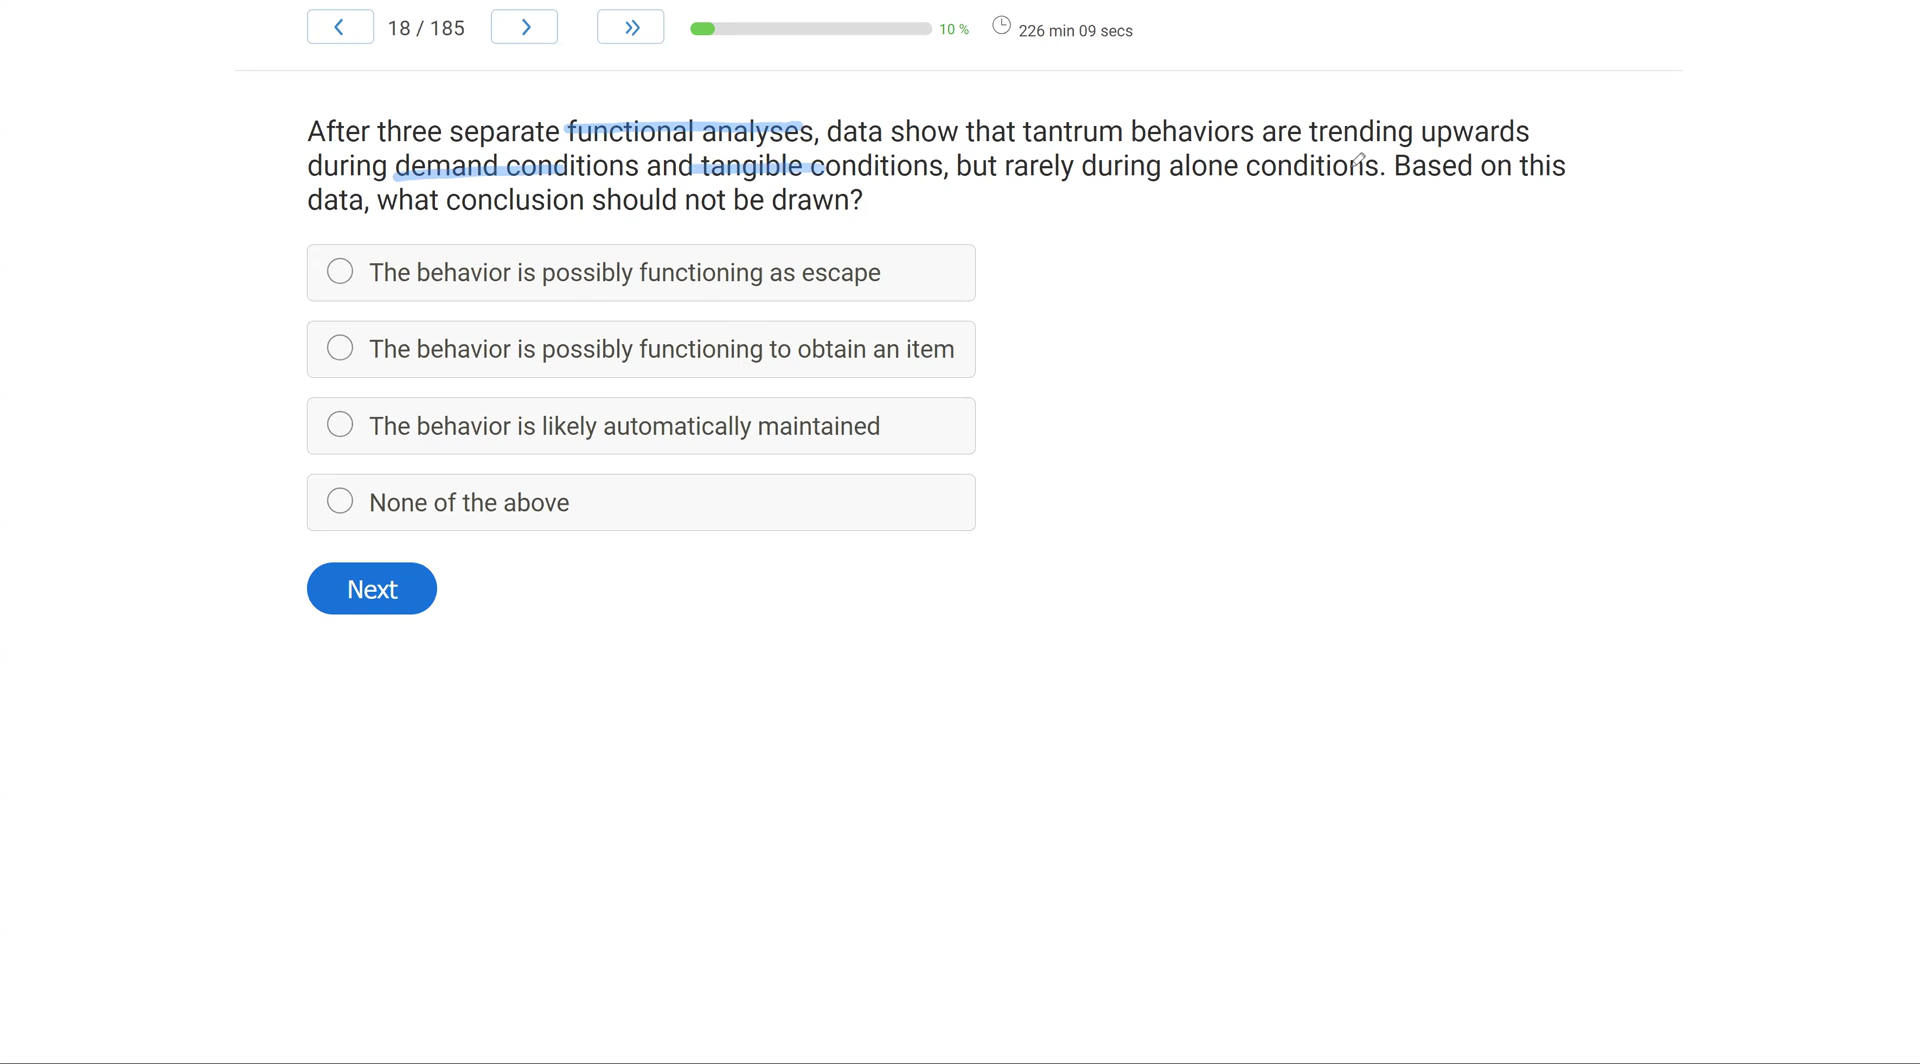 18 / 185
10 %
226 min 09 secs
After three separate functional analyses, data show that tantrum behaviors are trending upwards
during demand conditions and tangible conditions, but rarely during alone conditions. Based on this
data, what conclusion should not be drawn?
The behavior is possibly functioning as escape
The behavior is possibly functioning to obtain an item
The behavior is likely automatically maintained
None of the above
Next